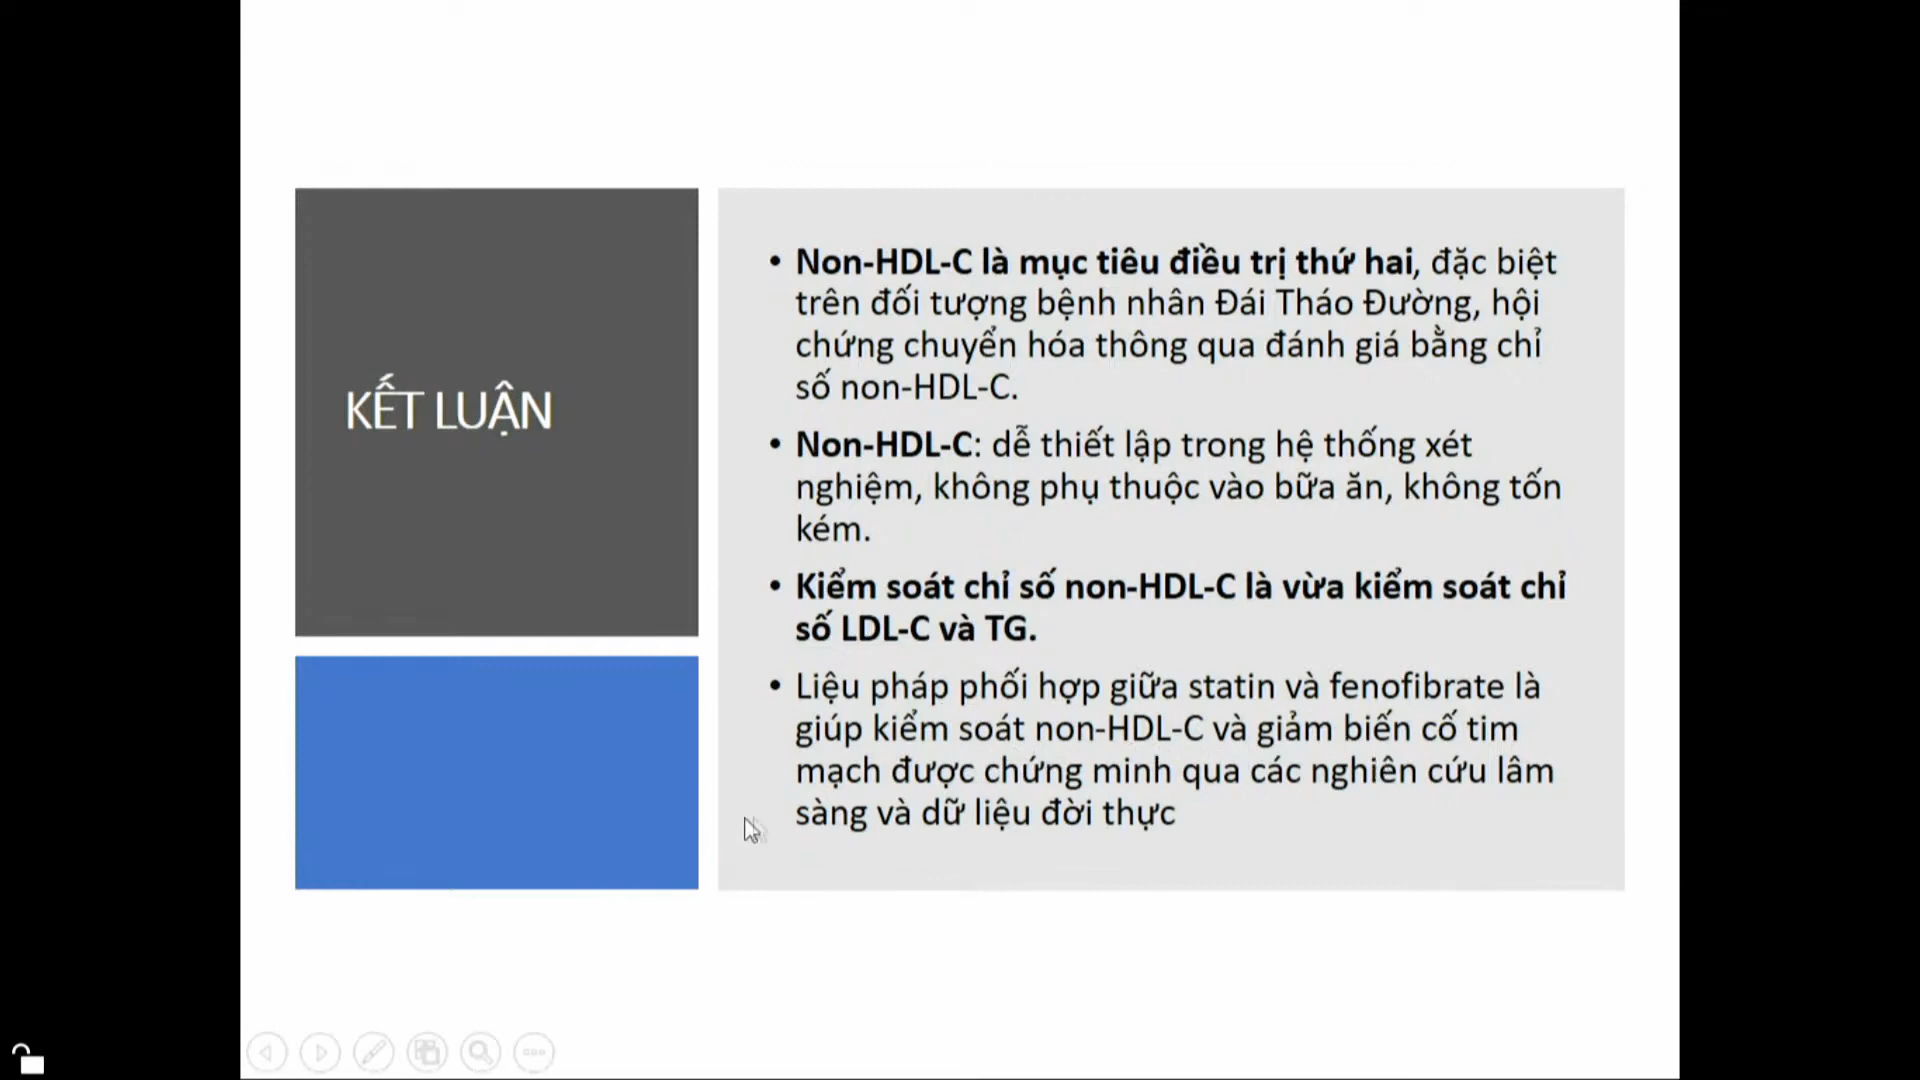 KẾT LUẬN
• Non-HDL-C là mục tiêu điều trị thứ hai, đặc biệt
trên đối tượng bệnh nhân Đái Tháo Đường, hội
chứng chuyển hóa thông qua đánh giá bằng chỉ
số non-HDL-C.
• Non-HDL-C: dễ thiết lập trong hệ thống xét
nghiệm, không phụ thuộc vào bữa ăn, không tốn
kém.
• Kiểm soát chỉ số non-HDL-C là vừa kiểm soát chỉ
số LDL-C và TG.
• Liệu pháp phối hợp giữa statin và fenofibrate là
giúp kiểm soát non-HDL-C và giảm biến cố tim
mạch được chứng minh qua các nghiên cứu lâm
sàng và dữ liệu đời thực